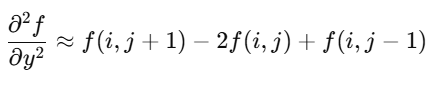 ∂²f/∂y² ≈ f(i, j + 1) − 2f(i, j) + f(i, j − 1)